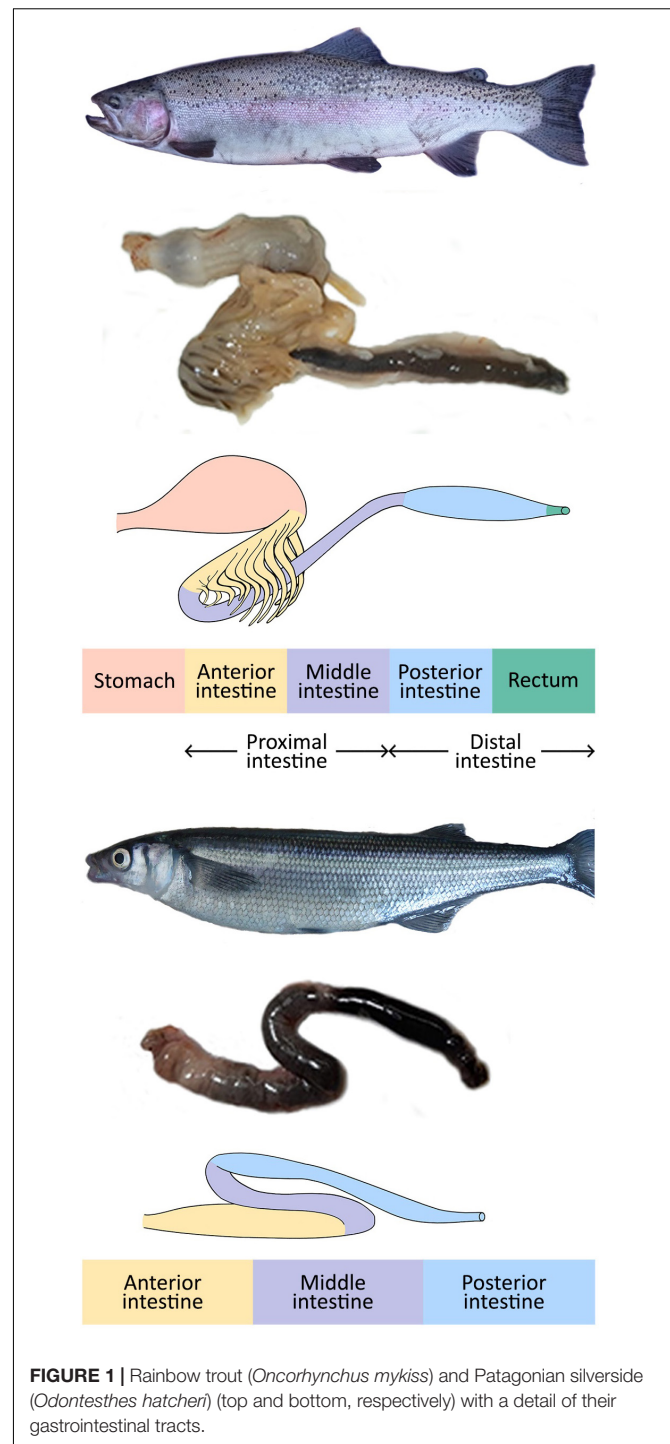 Stomach
Anterior
intestine
Middle
intestine
Posterior
intestine
Rectum
Proximal
intestine
Distal
intestine
Anterior
intestine
Middle
intestine
Posterior
intestine
FIGURE 1 | Rainbow trout (Oncorhynchus mykiss) and Patagonian silverside
(Odontesthes hatcheri) (top and bottom, respectively) with a detail of their
gastrointestinal tracts.